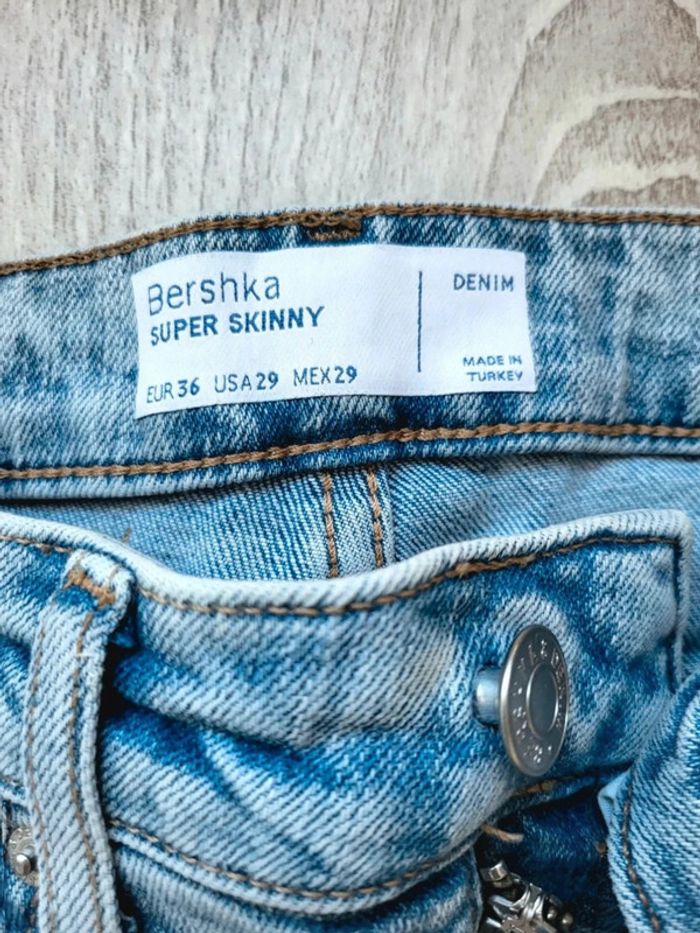 Bershka
SUPER SKINNY
EUR 36 USA 29 MEX 29
DENIM
MADE IN
TURKEY